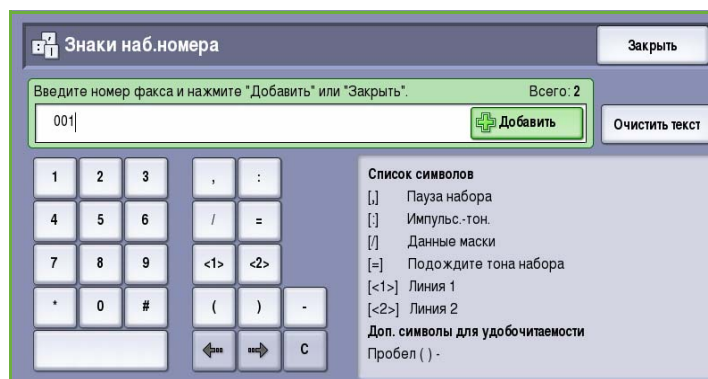 Знаки наб.номера
Закрыть
Введите номер факса и нажмите "Добавить" или "Закрыть". Всего: 2
001
Добавить
Очистить текст
1 2 3 , :
4 5 6 / =
7 8 9 <1> <2>
* 0 # ( ) -
C
Список символов
[,] Пауза набора
[:] Импульс.-тон.
[/] Данные маски
[=] Подождите тона набора
[<1>] Линия 1
[<2>] Линия 2
Доп. символы для удобочитаемости
Пробел ( ) -